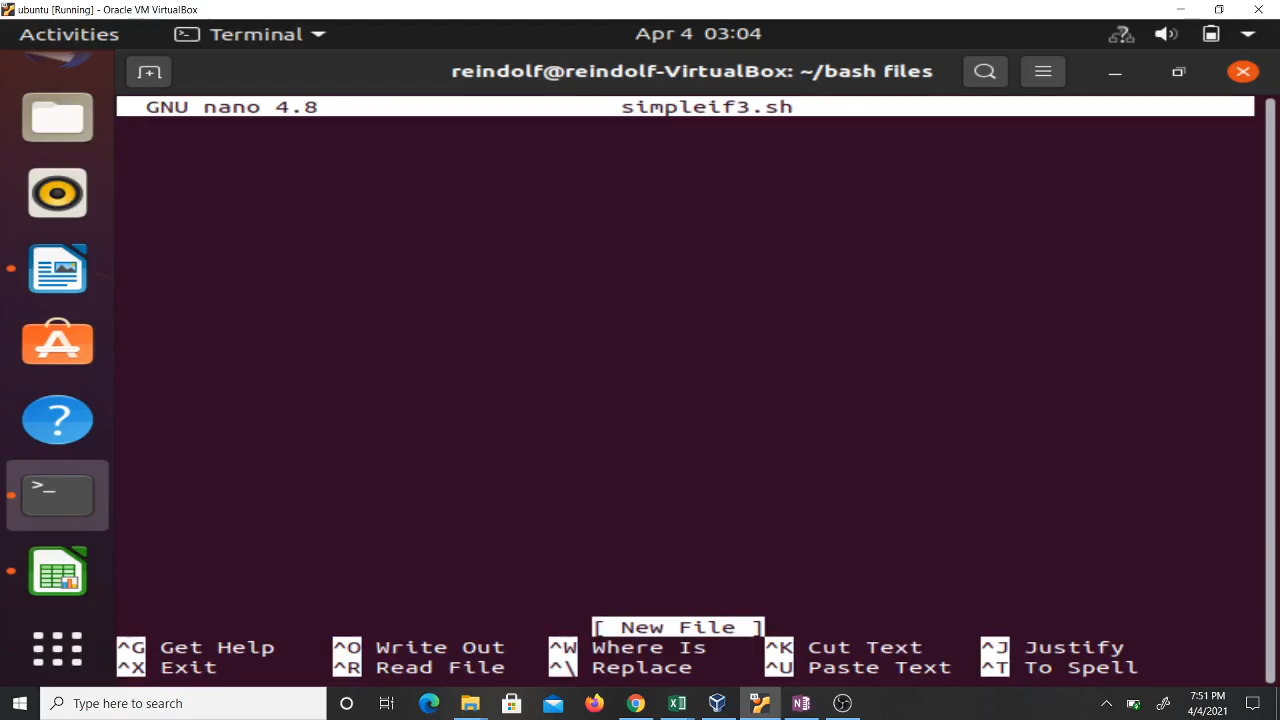 ubuntu [Running] - Oracle VM VirtualBox
Activities Terminal Apr 4 03:04
reindolf@reindolf-VirtualBox: ~/bash files
GNU nano 4.8 simpleif3.sh
[ New File ]
^G Get Help ^O Write Out ^W Where Is ^K Cut Text ^J Justify
^X Exit ^R Read File ^\ Replace ^U Paste Text ^T To Spell
Type here to search
7:51 PM
4/4/2021